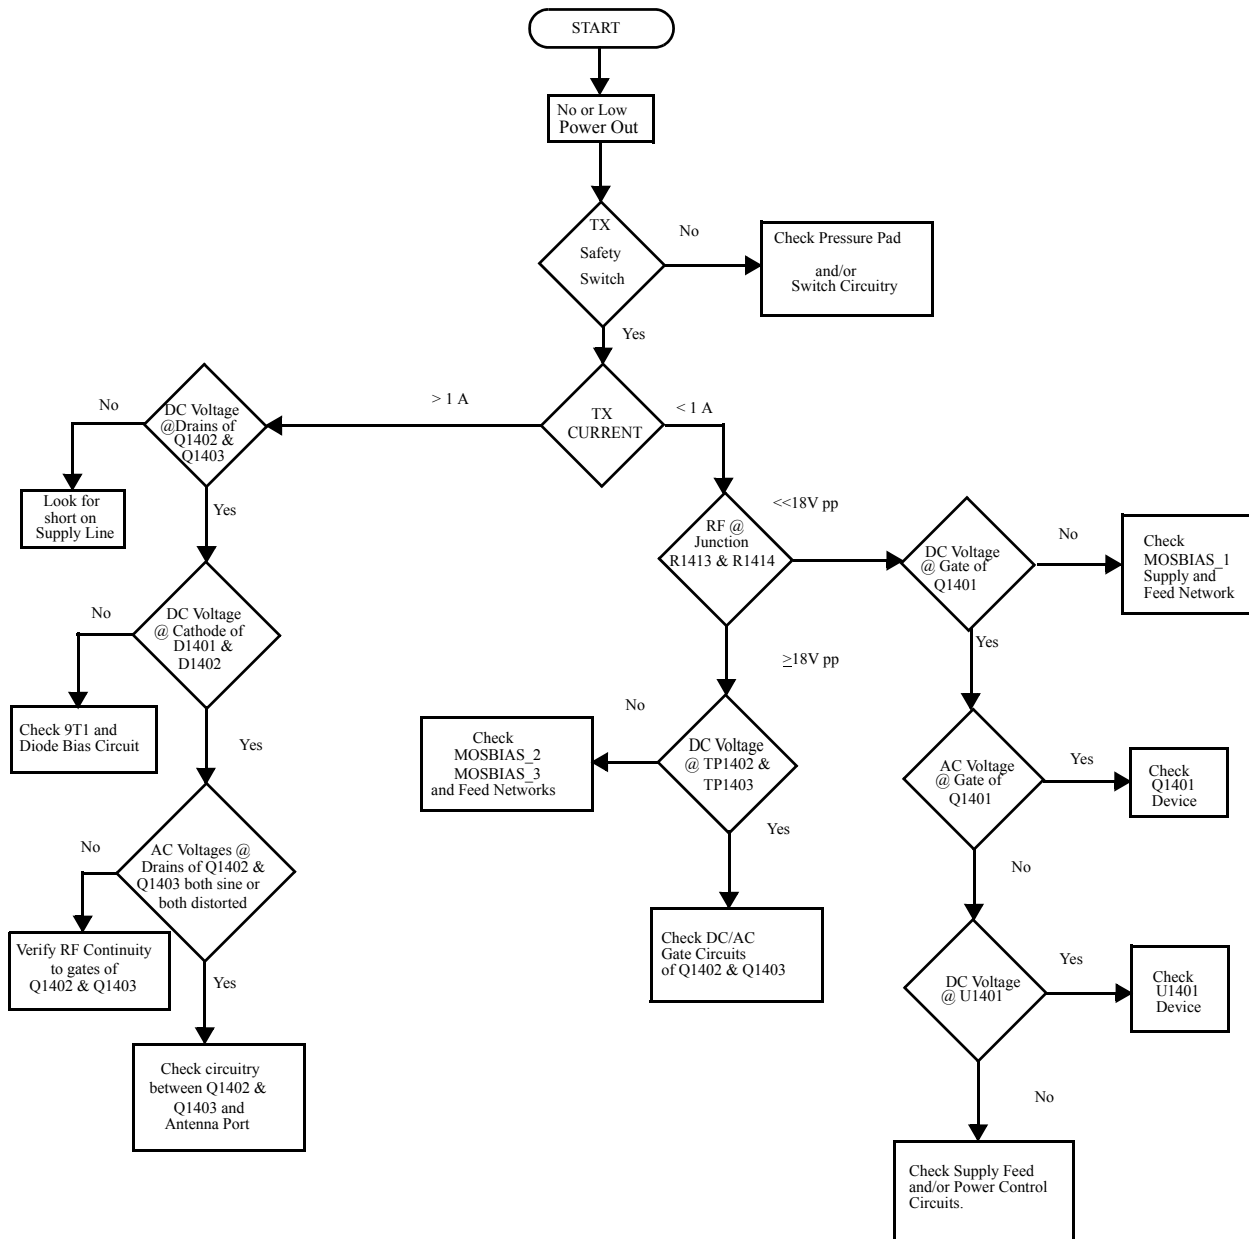 START
No or Low
Power Out
TX
Safety
Switch
No
Check Pressure Pad
and/or
Switch Circuitry
Yes
TX
CURRENT
> 1 A
< 1 A
DC Voltage
@Drains of
Q1402 &
Q1403
No
Look for
short on
Supply Line
Yes
DC Voltage
@ Cathode of
D1401 &
D1402
No
Check 9T1 and
Diode Bias Circuit
Yes
AC Voltages @
Drains of Q1402 &
Q1403 both sine or
both distorted
No
Verify RF Continuity
to gates of
Q1402 & Q1403
Yes
Check circuitry
between Q1402 &
Q1403 and
Antenna Port
RF @
Junction
R1413 & R1414
<<18V pp
≥18V pp
DC Voltage
@ TP1402 &
TP1403
No
Check
MOSBIAS_2
MOSBIAS_3
and Feed Networks
Yes
Check DC/AC
Gate Circuits
of Q1402 & Q1403
DC Voltage
@ Gate of
Q1401
No
Check
MOSBIAS_1
Supply and
Feed Network
Yes
AC Voltage
@ Gate of
Q1401
Yes
Check
Q1401
Device
No
DC Voltage
@ U1401
Yes
Check
U1401
Device
No
Check Supply Feed
and/or Power Control
Circuits.